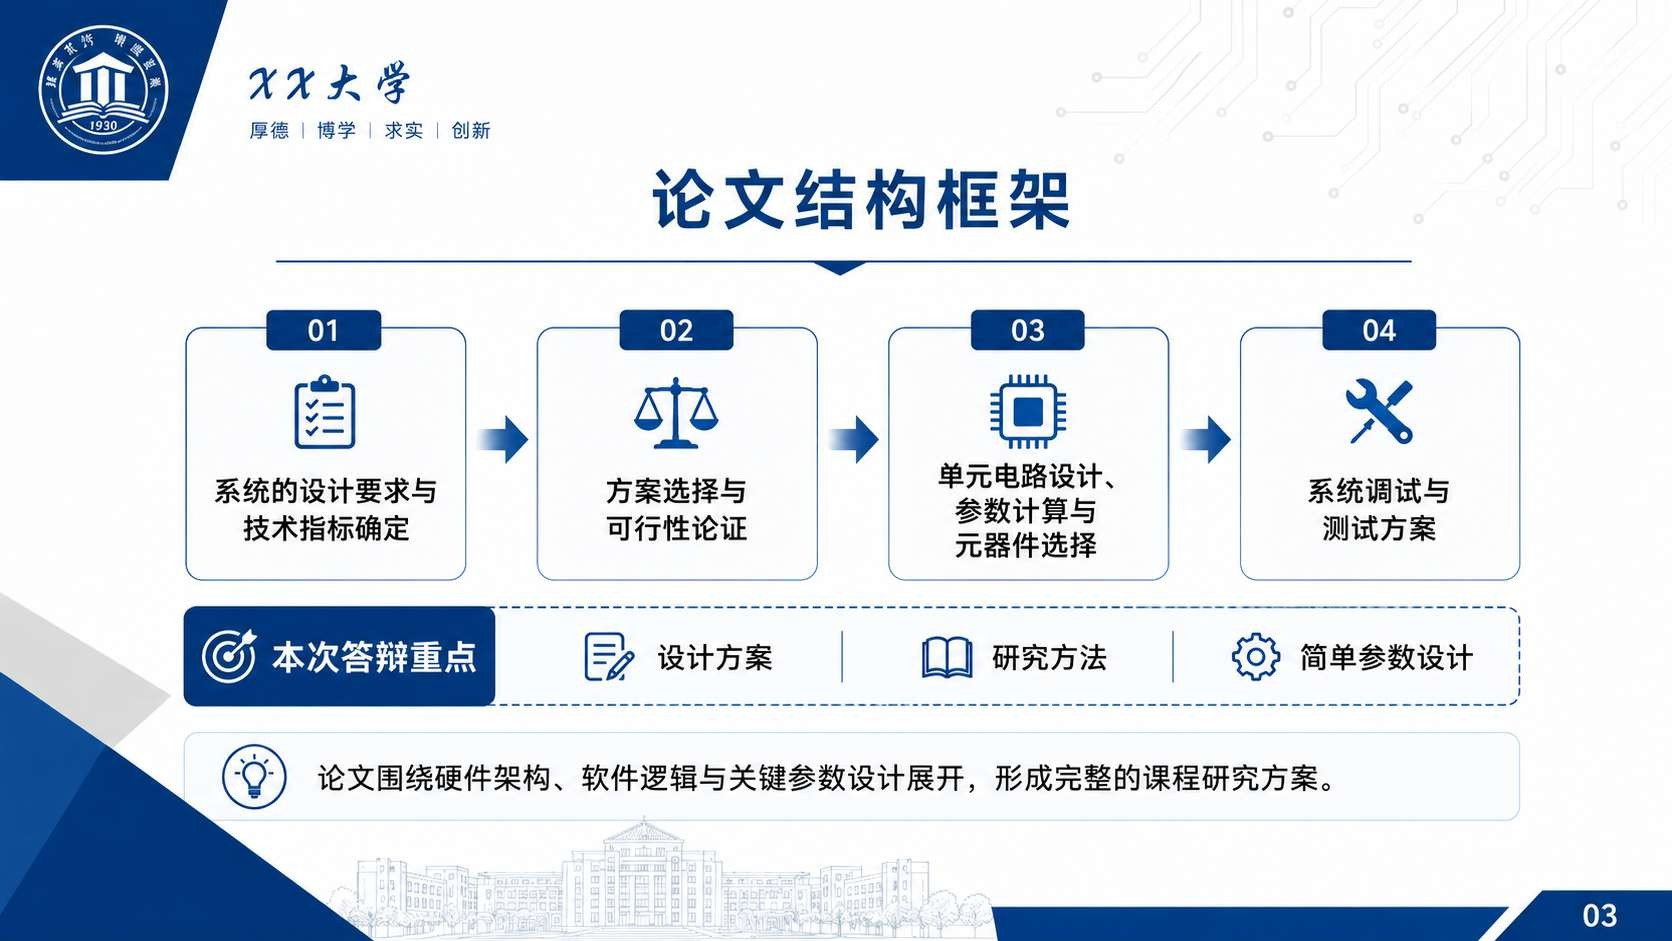 1930
XX大学
厚德 | 博学 | 求实 | 创新
论文结构框架
01
系统的设计要求与
技术指标确定
02
方案选择与
可行性论证
03
单元电路设计、
参数计算与
元器件选择
04
系统调试与
测试方案
本次答辩重点
设计方案
研究方法
简单参数设计
论文围绕硬件架构、软件逻辑与关键参数设计展开，形成完整的课程研究方案。
03